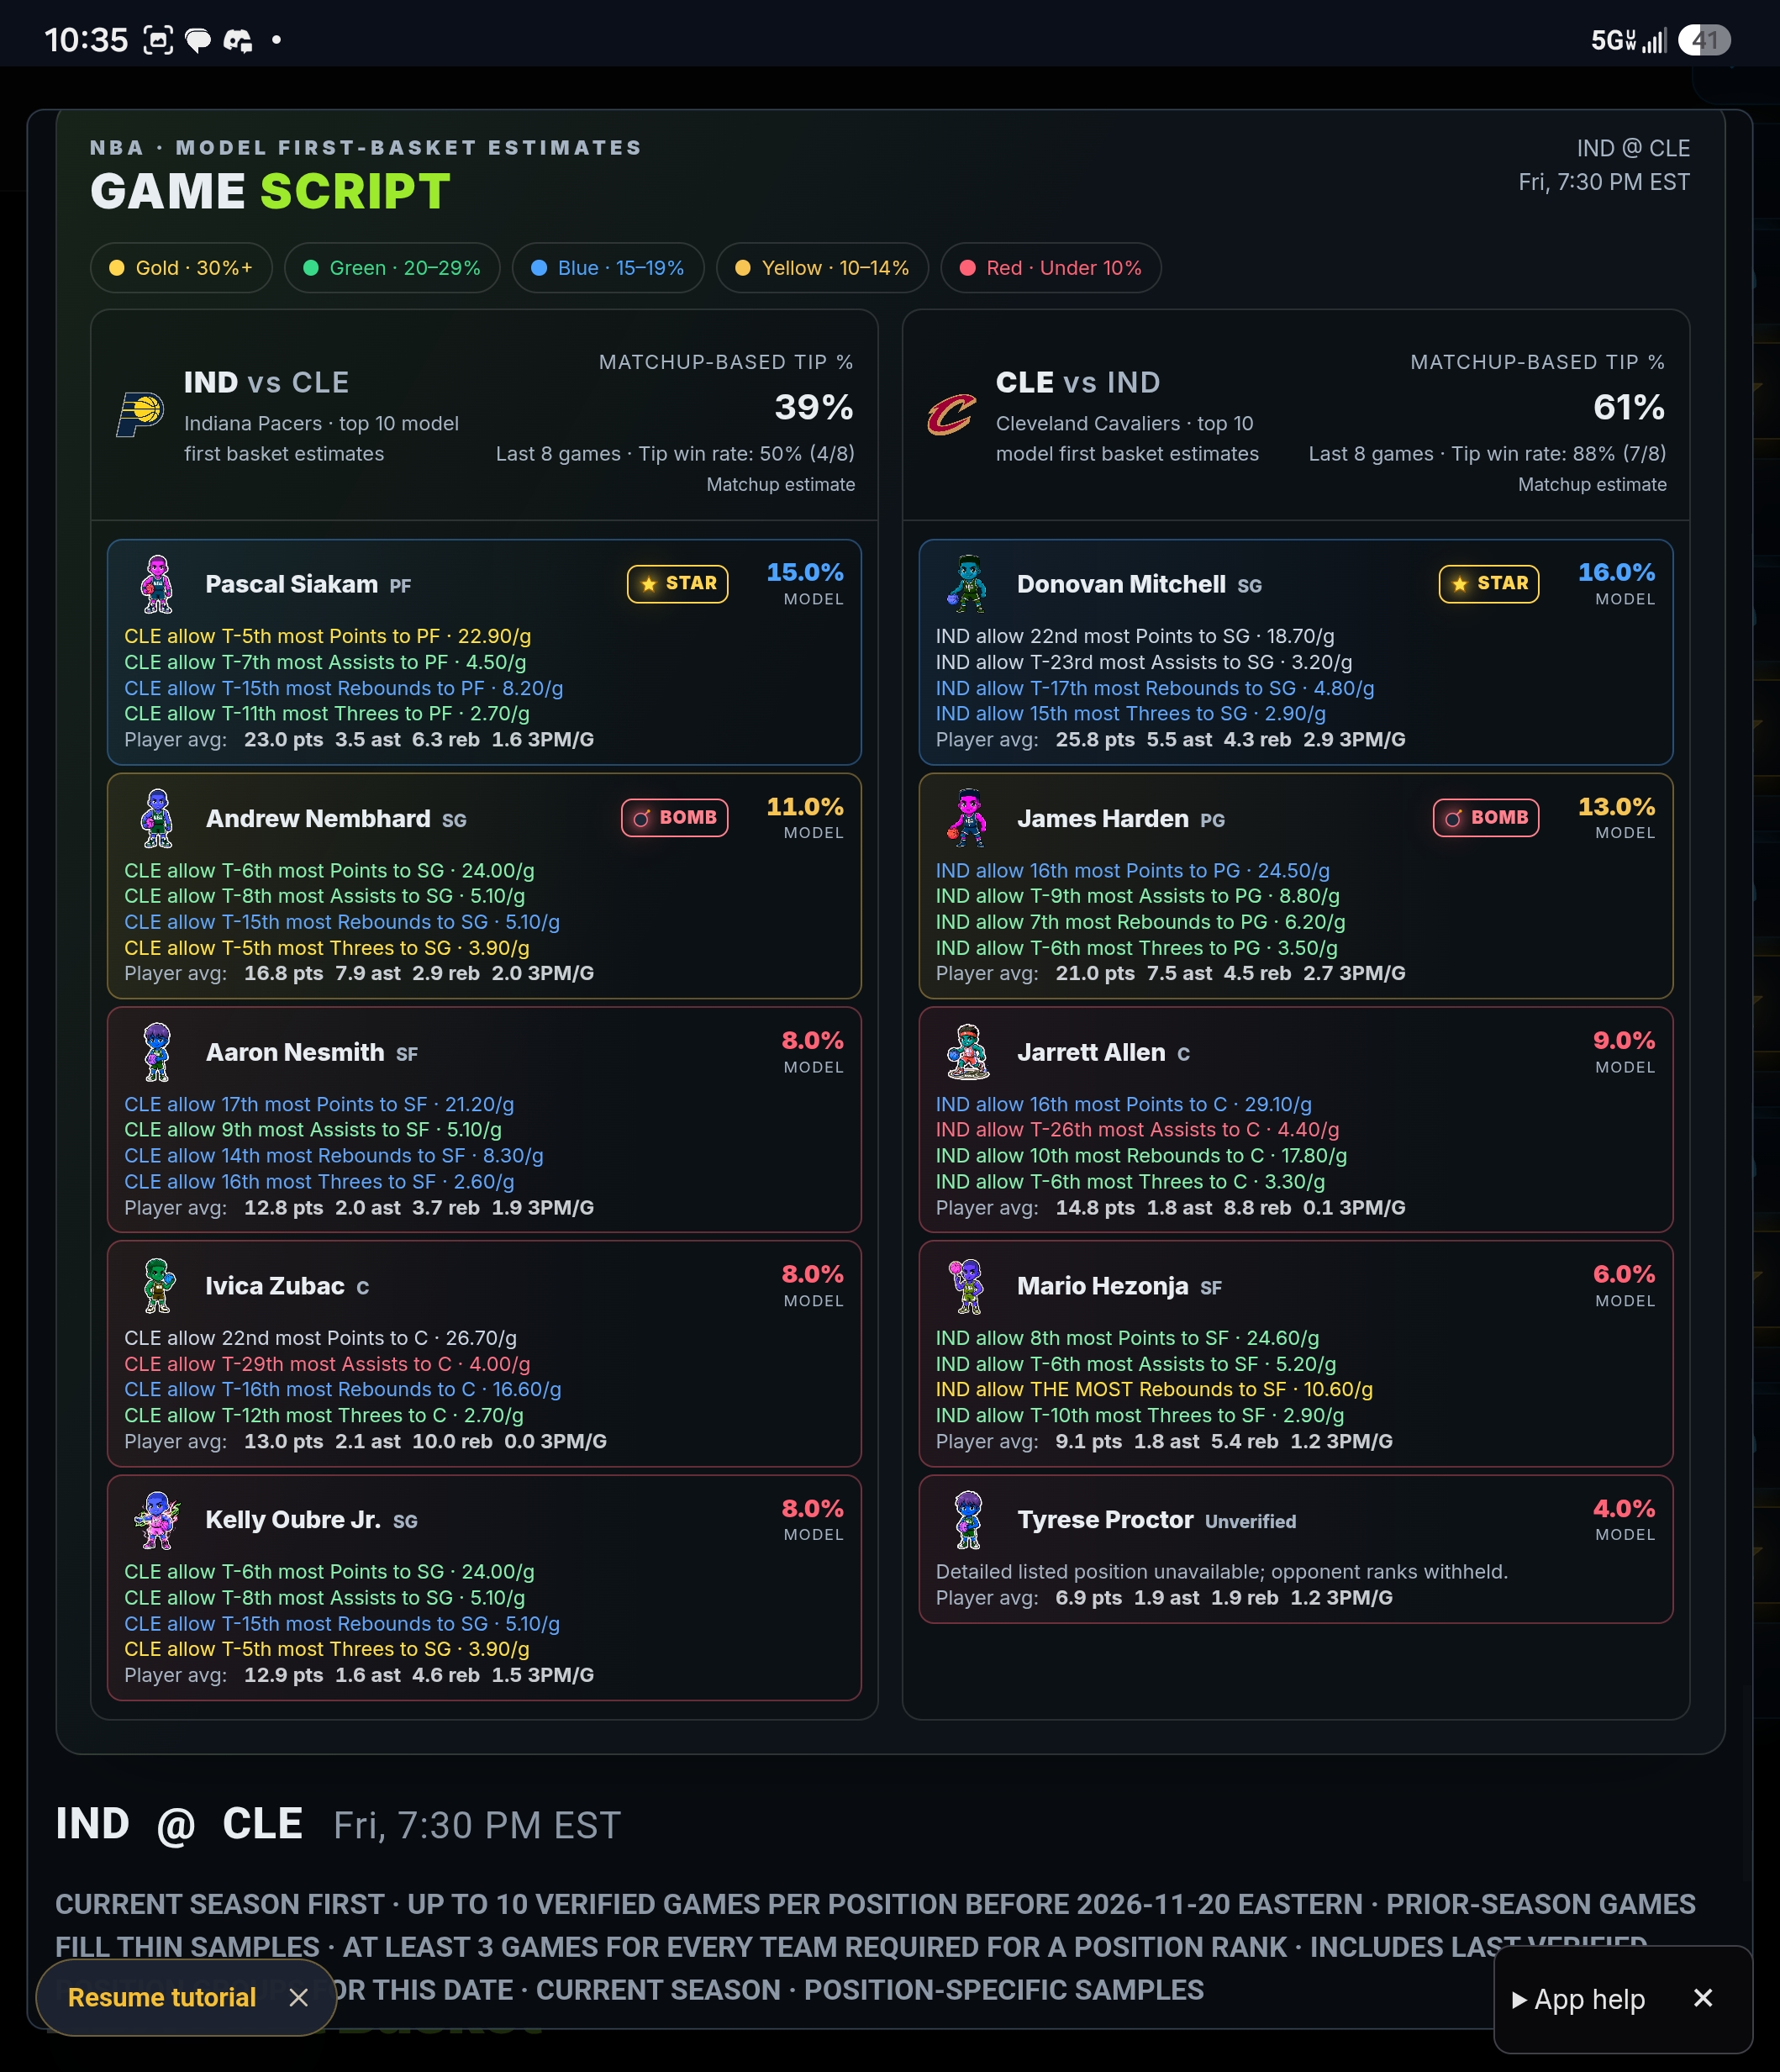 10:35
5G UW
41
NBA · MODEL FIRST-BASKET ESTIMATES
GAME SCRIPT
IND @ CLE
Fri, 7:30 PM EST
Gold · 30%+
Green · 20–29%
Blue · 15–19%
Yellow · 10–14%
Red · Under 10%
IND vs CLE
Indiana Pacers · top 10 model
first basket estimates
MATCHUP-BASED TIP %
39%
Last 8 games · Tip win rate: 50% (4/8)
Matchup estimate
Pascal Siakam PF
STAR
15.0%
MODEL
CLE allow T-5th most Points to PF · 22.90/g
CLE allow T-7th most Assists to PF · 4.50/g
CLE allow T-15th most Rebounds to PF · 8.20/g
CLE allow T-11th most Threes to PF · 2.70/g
Player avg: 23.0 pts 3.5 ast 6.3 reb 1.6 3PM/G
Andrew Nembhard SG
BOMB
11.0%
MODEL
CLE allow T-6th most Points to SG · 24.00/g
CLE allow T-8th most Assists to SG · 5.10/g
CLE allow T-15th most Rebounds to SG · 5.10/g
CLE allow T-5th most Threes to SG · 3.90/g
Player avg: 16.8 pts 7.9 ast 2.9 reb 2.0 3PM/G
Aaron Nesmith SF
8.0%
MODEL
CLE allow 17th most Points to SF · 21.20/g
CLE allow 9th most Assists to SF · 5.10/g
CLE allow 14th most Rebounds to SF · 8.30/g
CLE allow 16th most Threes to SF · 2.60/g
Player avg: 12.8 pts 2.0 ast 3.7 reb 1.9 3PM/G
Ivica Zubac C
8.0%
MODEL
CLE allow 22nd most Points to C · 26.70/g
CLE allow T-29th most Assists to C · 4.00/g
CLE allow T-16th most Rebounds to C · 16.60/g
CLE allow T-12th most Threes to C · 2.70/g
Player avg: 13.0 pts 2.1 ast 10.0 reb 0.0 3PM/G
Kelly Oubre Jr. SG
8.0%
MODEL
CLE allow T-6th most Points to SG · 24.00/g
CLE allow T-8th most Assists to SG · 5.10/g
CLE allow T-15th most Rebounds to SG · 5.10/g
CLE allow T-5th most Threes to SG · 3.90/g
Player avg: 12.9 pts 1.6 ast 4.6 reb 1.5 3PM/G
CLE vs IND
Cleveland Cavaliers · top 10
model first basket estimates
MATCHUP-BASED TIP %
61%
Last 8 games · Tip win rate: 88% (7/8)
Matchup estimate
Donovan Mitchell SG
STAR
16.0%
MODEL
IND allow 22nd most Points to SG · 18.70/g
IND allow T-23rd most Assists to SG · 3.20/g
IND allow T-17th most Rebounds to SG · 4.80/g
IND allow 15th most Threes to SG · 2.90/g
Player avg: 25.8 pts 5.5 ast 4.3 reb 2.9 3PM/G
James Harden PG
BOMB
13.0%
MODEL
IND allow 16th most Points to PG · 24.50/g
IND allow T-9th most Assists to PG · 8.80/g
IND allow 7th most Rebounds to PG · 6.20/g
IND allow T-6th most Threes to PG · 3.50/g
Player avg: 21.0 pts 7.5 ast 4.5 reb 2.7 3PM/G
Jarrett Allen C
9.0%
MODEL
IND allow 16th most Points to C · 29.10/g
IND allow T-26th most Assists to C · 4.40/g
IND allow 10th most Rebounds to C · 17.80/g
IND allow T-6th most Threes to C · 3.30/g
Player avg: 14.8 pts 1.8 ast 8.8 reb 0.1 3PM/G
Mario Hezonja SF
6.0%
MODEL
IND allow 8th most Points to SF · 24.60/g
IND allow T-6th most Assists to SF · 5.20/g
IND allow THE MOST Rebounds to SF · 10.60/g
IND allow T-10th most Threes to SF · 2.90/g
Player avg: 9.1 pts 1.8 ast 5.4 reb 1.2 3PM/G
Tyrese Proctor Unverified
4.0%
MODEL
Detailed listed position unavailable; opponent ranks withheld.
Player avg: 6.9 pts 1.9 ast 1.9 reb 1.2 3PM/G
IND @ CLE Fri, 7:30 PM EST
CURRENT SEASON FIRST · UP TO 10 VERIFIED GAMES PER POSITION BEFORE 2026-11-20 EASTERN · PRIOR-SEASON GAMES
FILL THIN SAMPLES · AT LEAST 3 GAMES FOR EVERY TEAM REQUIRED FOR A POSITION RANK · INCLUDES LAST VERIFIED
POSITION GROUPS FOR THIS DATE · CURRENT SEASON · POSITION-SPECIFIC SAMPLES
Resume tutorial
App help